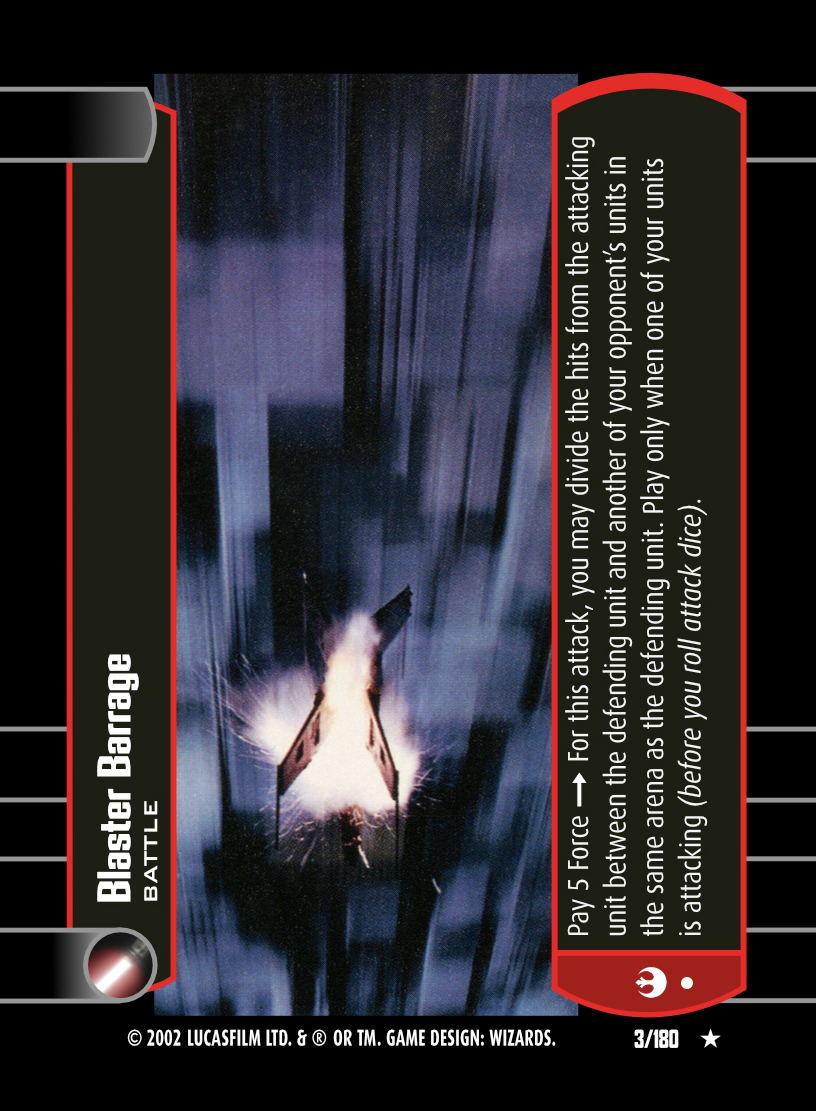 Blaster Barrage
BATTLE
Pay 5 Force → For this attack, you may divide the hits from the attacking
unit between the defending unit and another of your opponent's units in
the same arena as the defending unit. Play only when one of your units
is attacking (before you roll attack dice).
© 2002 LUCASFILM LTD. & ® OR TM. GAME DESIGN: WIZARDS.
3/180 ★